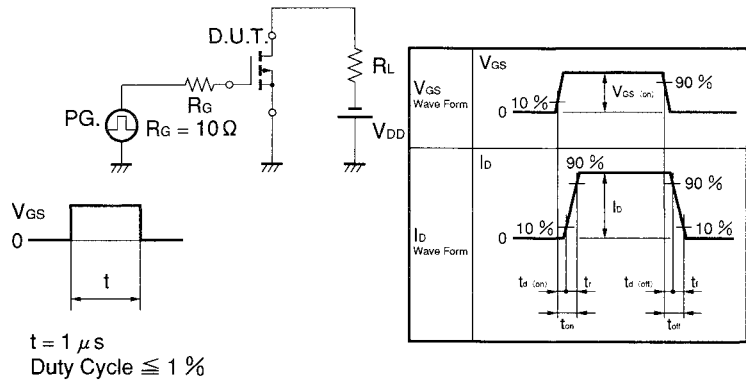 D.U.T.
RL
RG
PG.
RG = 10 Ω
VDD
VGS
0
t
t = 1 μs
Duty Cycle ≦ 1 %
VGS
Wave Form
VGS
10 %
0
VGS (on)
90 %
ID
Wave Form
ID
90 %
90 %
10 %
ID
10 %
0
td (on)
tr
td (off)
tf
ton
toff